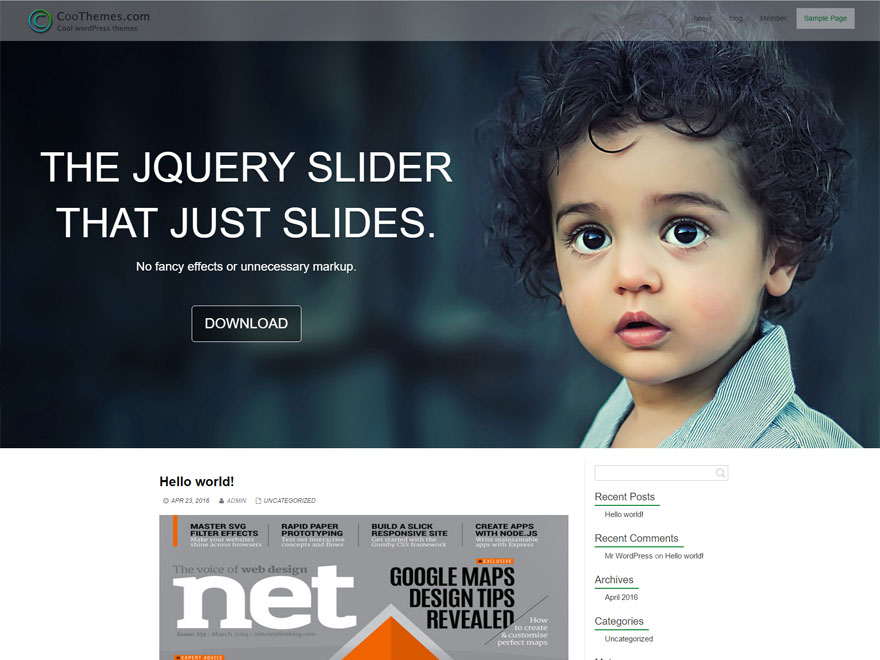 CooThemes.com
Cool wordPress themes
home
blog
Member
Sample Page
THE JQUERY SLIDER
THAT JUST SLIDES.
No fancy effects or unnecessary markup.
DOWNLOAD
Hello world!
APR 23, 2016 ADMIN UNCATEGORIZED
MASTER SVG
FILTER EFFECTS
Make your websites
shine across browsers
RAPID PAPER
PROTOTYPING
Test out interactive
concepts and flows
BUILD A SLICK
RESPONSIVE SITE
Get started with the
Gumby CSS framework
CREATE APPS
WITH NODE.JS
Write maintainable
apps with Express
The voice of web design
net
Issue 251 : March 2014 : net.creativebloq.com
EXCLUSIVE
GOOGLE MAPS
DESIGN TIPS
REVEALED
How
to create
& customise
perfect maps
EXPERT ADVICE
Recent Posts
Hello world!
Recent Comments
Mr WordPress on Hello world!
Archives
April 2016
Categories
Uncategorized